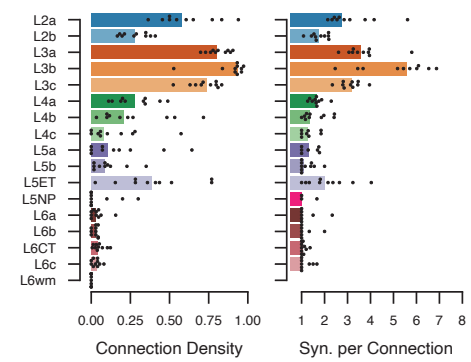 L2a
L2b
L3a
L3b
L3c
L4a
L4b
L4c
L5a
L5b
L5ET
L5NP
L6a
L6b
L6CT
L6c
L6wm
0.00 0.25 0.50 0.75 1.00 1 2 3 4 5 6 7 8
Connection Density Syn. per Connection